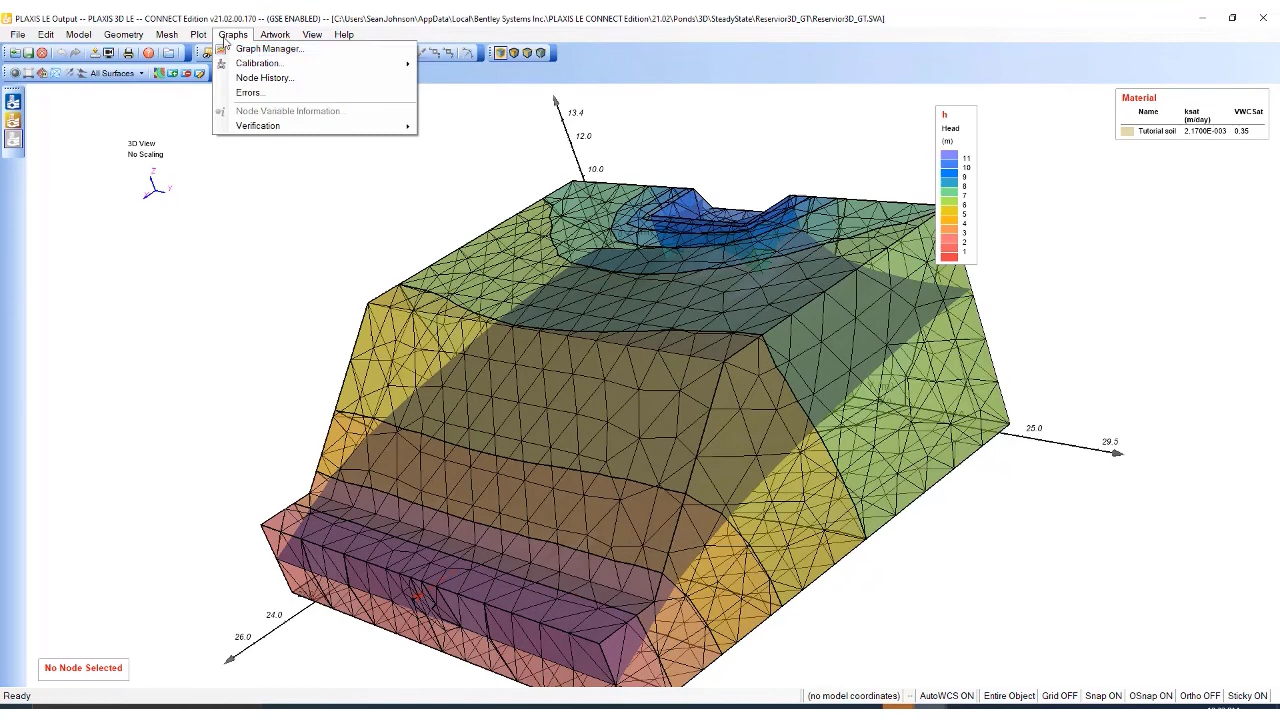 PLAXIS LE Output -- PLAXIS 3D LE -- CONNECT Edition v21.02.00.170 -- (GSE ENABLED) -- [C:\Users\SeanJohnson\AppData\Local\Bentley Systems Inc.\PLAXIS LE CONNECT Edition\21.02\Ponds\3D\SteadyState\Reservior3D_GT\Reservior3D_GT.SVA]
File Edit Model Geometry Mesh Plot Graphs Artwork View Help
Graph Manager...
Calibration...
Node History...
Errors...
Node Variable Information...
Verification
All Surfaces
3D View
No Scaling
Z
Y
13.4
12.0
10.0
h
Head
(m)
11
10
9
8
7
6
5
4
3
2
1
Material
Name ksat (m/day) VWC Sat
Tutorial soil 2.1700E-003 0.35
25.0
29.5
24.0
26.0
No Node Selected
Ready (no model coordinates) -- AutoWCS ON Entire Object Grid OFF Snap ON OSnap ON Ortho OFF Sticky ON